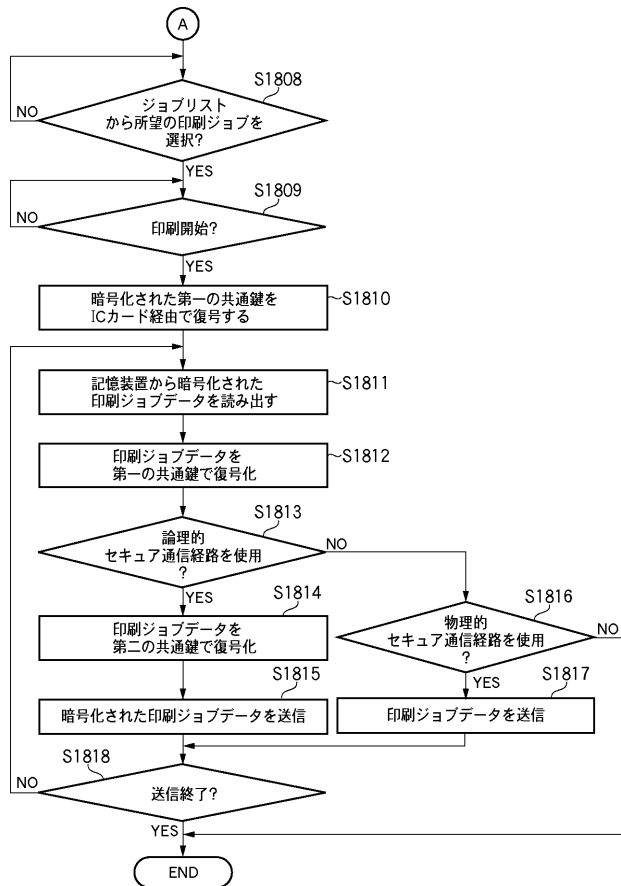 A
S1808
ジョブリスト
から所望の印刷ジョブを
選択?
NO
YES
S1809
印刷開始?
NO
YES
暗号化された第一の共通鍵を
ICカード経由で復号する
S1810
記憶装置から暗号化された
印刷ジョブデータを読み出す
S1811
印刷ジョブデータを
第一の共通鍵で復号化
S1812
S1813
論理的
セキュア通信経路を使用
?
NO
YES
S1814
印刷ジョブデータを
第二の共通鍵で復号化
S1815
暗号化された印刷ジョブデータを送信
S1816
物理的
セキュア通信経路を使用
?
NO
YES
S1817
印刷ジョブデータを送信
S1818
送信終了?
NO
YES
END